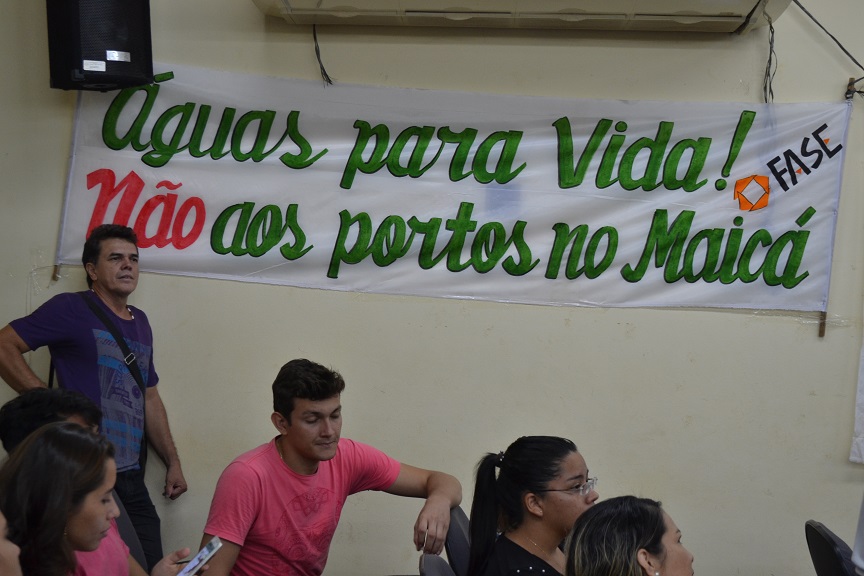 Águas para Vida!
FASE
Não aos portos no Maicá